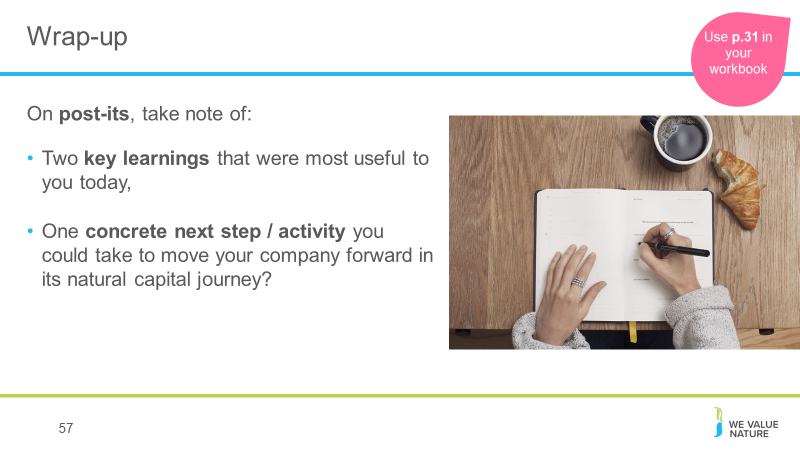 Wrap-up
Use p.31 in
your
workbook
On post-its, take note of:
• Two key learnings that were most useful to
you today,
• One concrete next step / activity you
could take to move your company forward in
its natural capital journey?
57
WE VALUE
NATURE